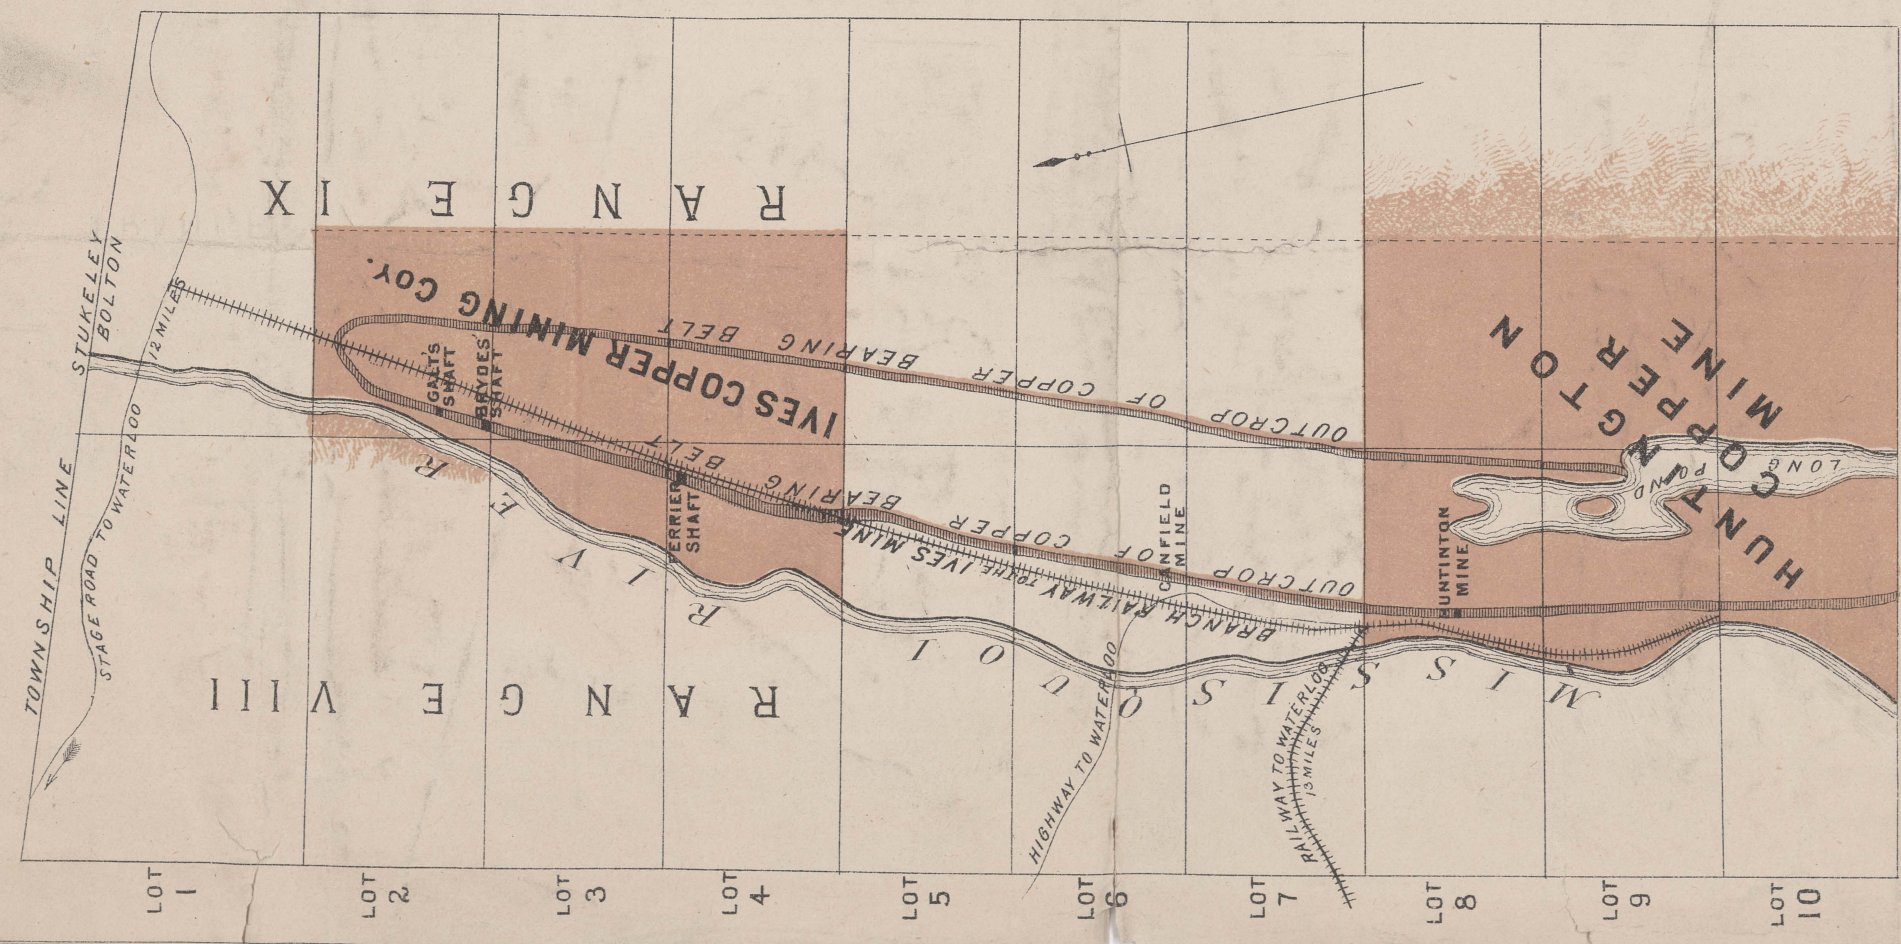 TOWNSHIP LINE
STUKELEY
BOLTON
STAGE ROAD TO WATERLOO
12 MILES
RANGE IX
RANGE VIII
IVES COPPER MINING COY.
GALT'S
SHAFT
BRYDES'
SHAFT
FERRIER
SHAFT
OUTCROP OF COPPER BEARING BELT
OUTCROP OF COPPER BEARING BELT
BRANCH RAILWAY TO THE IVES MINE
CANFIELD
MINE
HUNTINTON
MINE
HUNTINGTON
COPPER
MINE
LONG POND
MISSISQUOI RIVER
HIGHWAY TO WATERLOO
RAILWAY TO WATERLOO
13 MILES
LOT
1
LOT
2
LOT
3
LOT
4
LOT
5
LOT
6
LOT
7
LOT
8
LOT
9
LOT
10